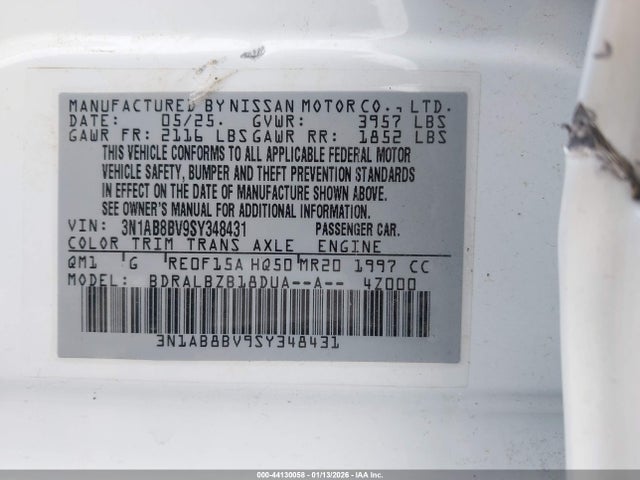 MANUFACTURED BY NISSAN MOTOR CO., LTD.
DATE: 05/25. GVWR: 3957 LBS
GAWR FR: 2116 LBS GAWR RR: 1852 LBS
THIS VEHICLE CONFORMS TO ALL APPLICABLE FEDERAL MOTOR
VEHICLE SAFETY, BUMPER AND THEFT PREVENTION STANDARDS
IN EFFECT ON THE DATE OF MANUFACTURE SHOWN ABOVE.
SEE OWNER'S MANUAL FOR ADDITIONAL INFORMATION.
VIN: 3N1AB8BV9SY348431 PASSENGER CAR.
COLOR TRIM TRANS AXLE ENGINE
QM1 G RE0F15A HQ50 MR20 1997 CC
MODEL: BDRALBZB18DUA--A-- 4Z000
3N1AB8BV9SY348431
000-44130058 - 01/13/2026 - IAA Inc.